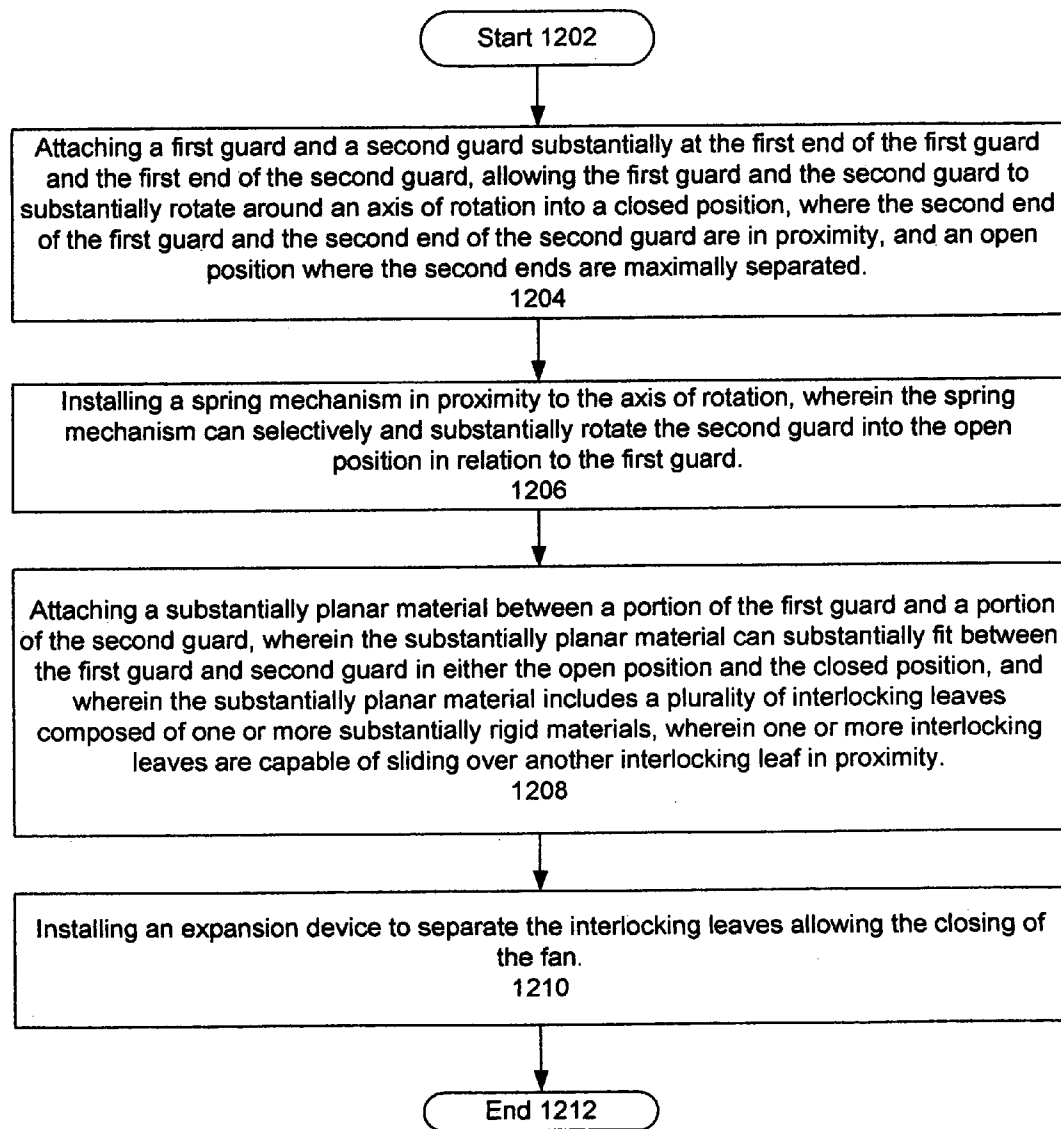 Start 1202
Attaching a first guard and a second guard substantially at the first end of the first guard
and the first end of the second guard, allowing the first guard and the second guard to
substantially rotate around an axis of rotation into a closed position, where the second end
of the first guard and the second end of the second guard are in proximity, and an open
position where the second ends are maximally separated.
1204
Installing a spring mechanism in proximity to the axis of rotation, wherein the spring
mechanism can selectively and substantially rotate the second guard into the open
position in relation to the first guard.
1206
Attaching a substantially planar material between a portion of the first guard and a portion
of the second guard, wherein the substantially planar material can substantially fit between
the first guard and second guard in either the open position and the closed position, and
wherein the substantially planar material includes a plurality of interlocking leaves
composed of one or more substantially rigid materials, wherein one or more interlocking
leaves are capable of sliding over another interlocking leaf in proximity.
1208
Installing an expansion device to separate the interlocking leaves allowing the closing of
the fan.
1210
End 1212